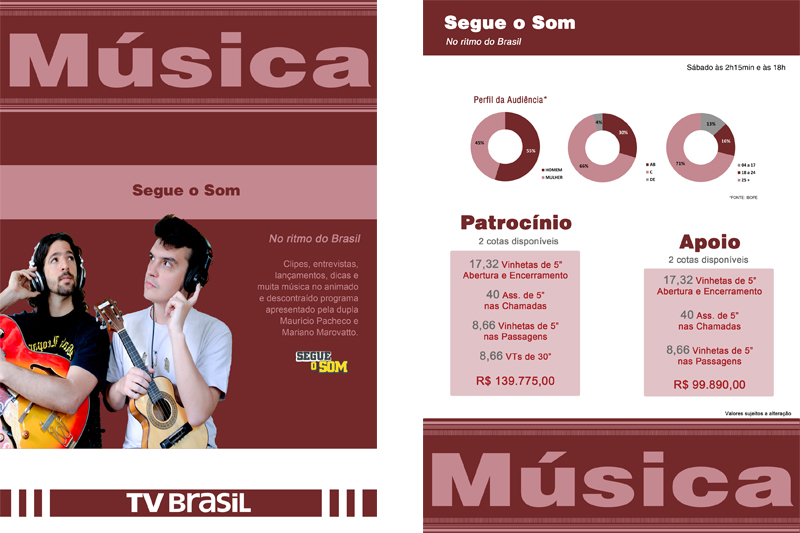 Música
Segue o Som
No ritmo do Brasil
Clipes, entrevistas,
lançamentos, dicas e
muita música no animado
e descontraído programa
apresentado pela dupla
Maurício Pacheco e
Mariano Marovatto.
SEGUE
O SOM
TV BRASIL
Segue o Som
No ritmo do Brasil
Sábado às 2h15min e às 18h
Perfil da Audiência*
45%
55%
HOMEM
MULHER
4%
30%
66%
AB
C
DE
13%
16%
71%
04 a 17
18 a 24
25 +
*FONTE: IBOPE
Patrocínio
2 cotas disponíveis
17,32 Vinhetas de 5"
Abertura e Encerramento
40 Ass. de 5"
nas Chamadas
8,66 Vinhetas de 5"
nas Passagens
8,66 VTs de 30"
R$ 139.775,00
Apoio
2 cotas disponíveis
17,32 Vinhetas de 5"
Abertura e Encerramento
40 Ass. de 5"
nas Chamadas
8,66 Vinhetas de 5"
nas Passagens
R$ 99.890,00
Valores sujeitos a alteração
Música